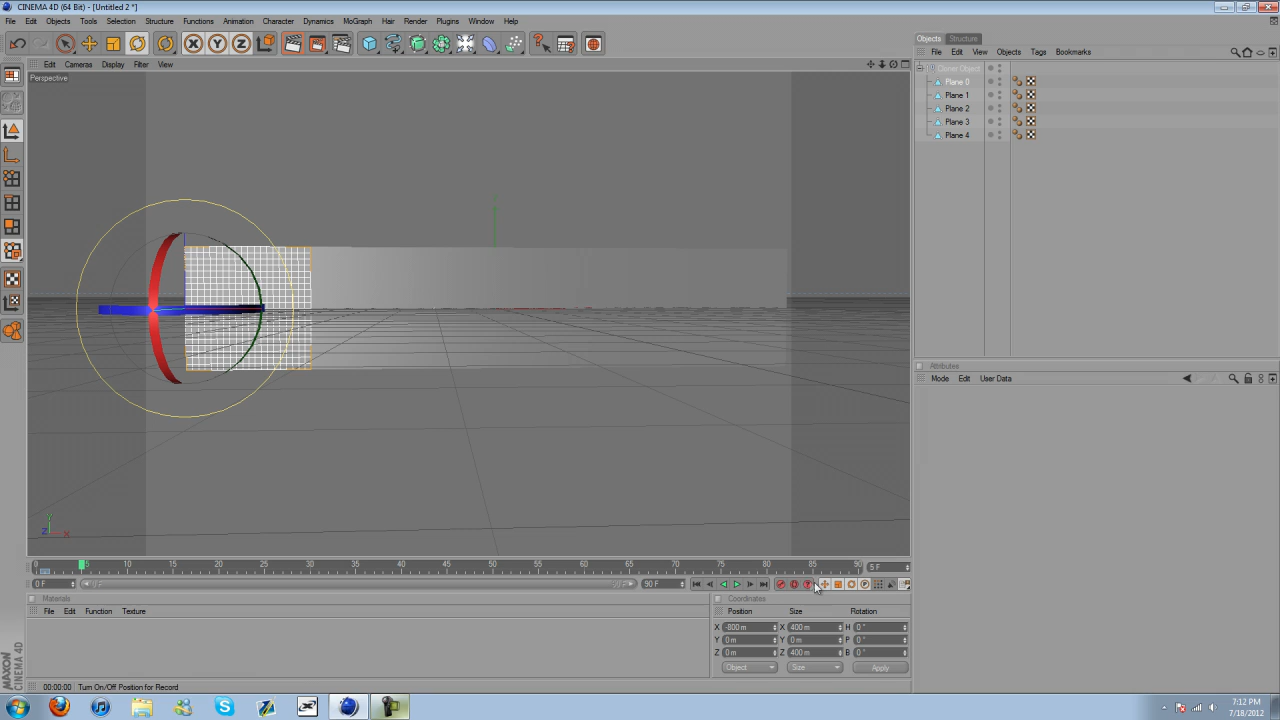 CINEMA 4D (64 Bit) - [Untitled 2 *]
File Edit Objects Tools Selection Structure Functions Animation Character Dynamics MoGraph Hair Render Plugins Window Help
X Y Z
Objects Structure
File Edit View Objects Tags Bookmarks
Edit Cameras Display Filter View
Perspective
Cloner Object
Plane 0
Plane 1
Plane 2
Plane 3
Plane 4
Attributes
Mode Edit User Data
Y
Z X
0 5 10 15 20 25 30 35 40 45 50 55 60 65 70 75 80 85 90 5 F
0 F 90 F
Materials
File Edit Function Texture
Coordinates
Position Size Rotation
X -800 m X 400 m H 0 °
Y 0 m Y 0 m P 0 °
Z 0 m Z 400 m B 0 °
Object Size Apply
MAXON CINEMA 4D
00:00:00 Turn On/Off Position for Record
7:12 PM
7/18/2012